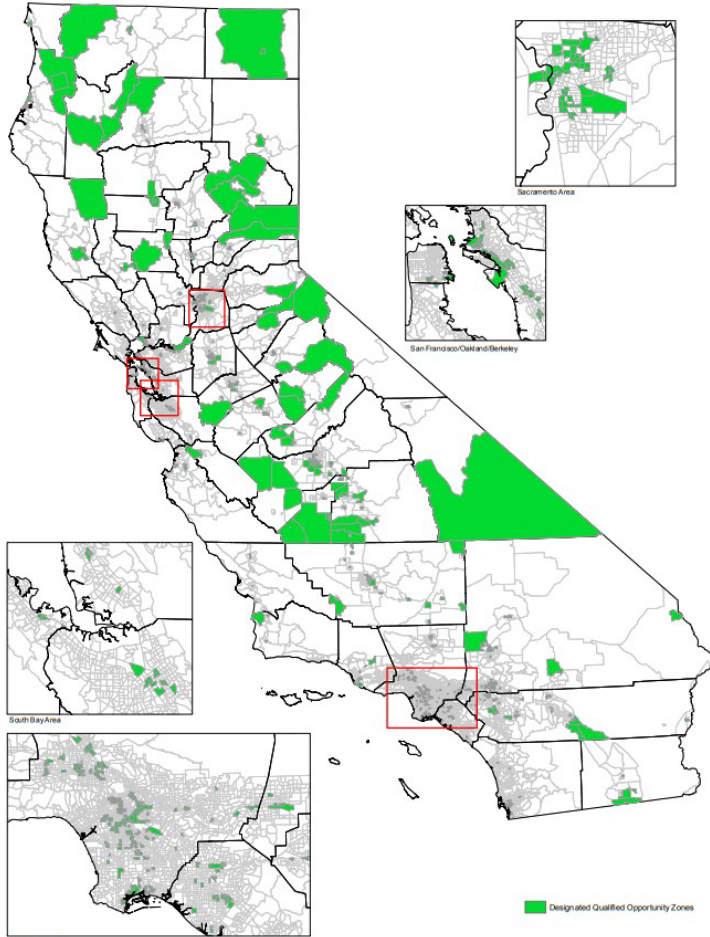 Sacramento Area
San Francisco/Oakland/Berkeley
South Bay Area
Designated Qualified Opportunity Zones